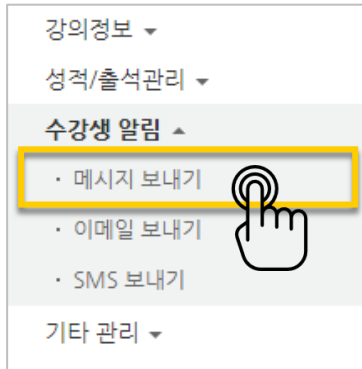 강의정보 ▾
성적/출석관리 ▾
수강생 알림 ▴
· 메시지 보내기
· 이메일 보내기
· SMS 보내기
기타 관리 ▾